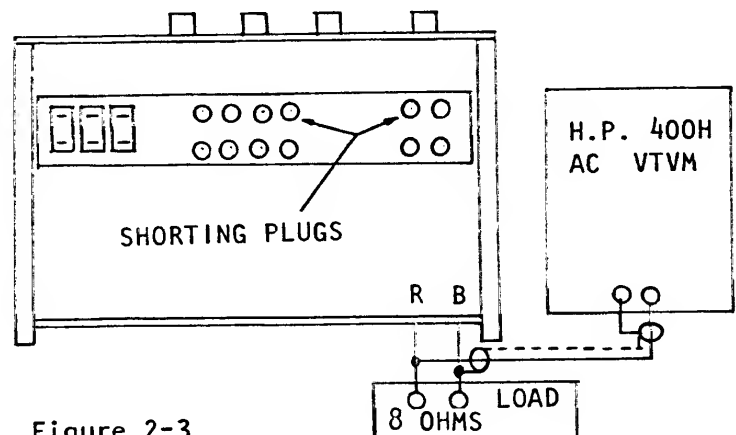 H.P. 400H
AC VTVM
SHORTING PLUGS
R B
LOAD
8 OHMS
Figure 2-3